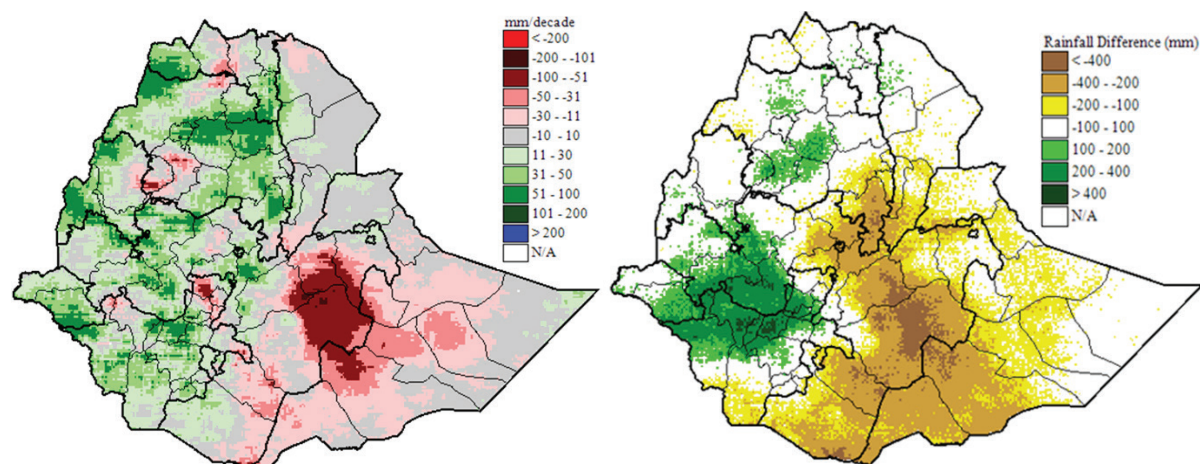 mm/decade
< -200
-200 - -101
-100 - -51
-50 - -31
-30 - -11
-10 - 10
11 - 30
31 - 50
51 - 100
101 - 200
> 200
N/A
Rainfall Difference (mm)
< -400
-400 - -200
-200 - -100
-100 - 100
100 - 200
200 - 400
> 400
N/A